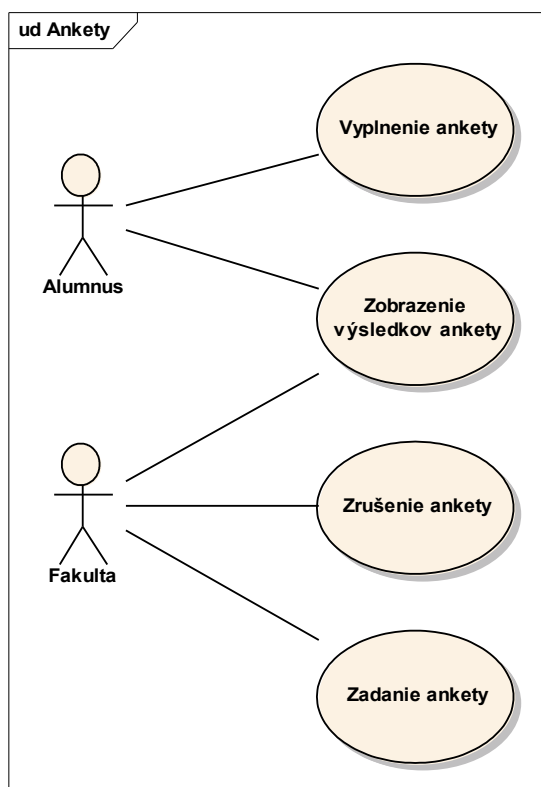 ud Ankety
Vyplnenie ankety
Alumnus
Zobrazenie
výsledkov ankety
Fakulta
Zrušenie ankety
Zadanie ankety